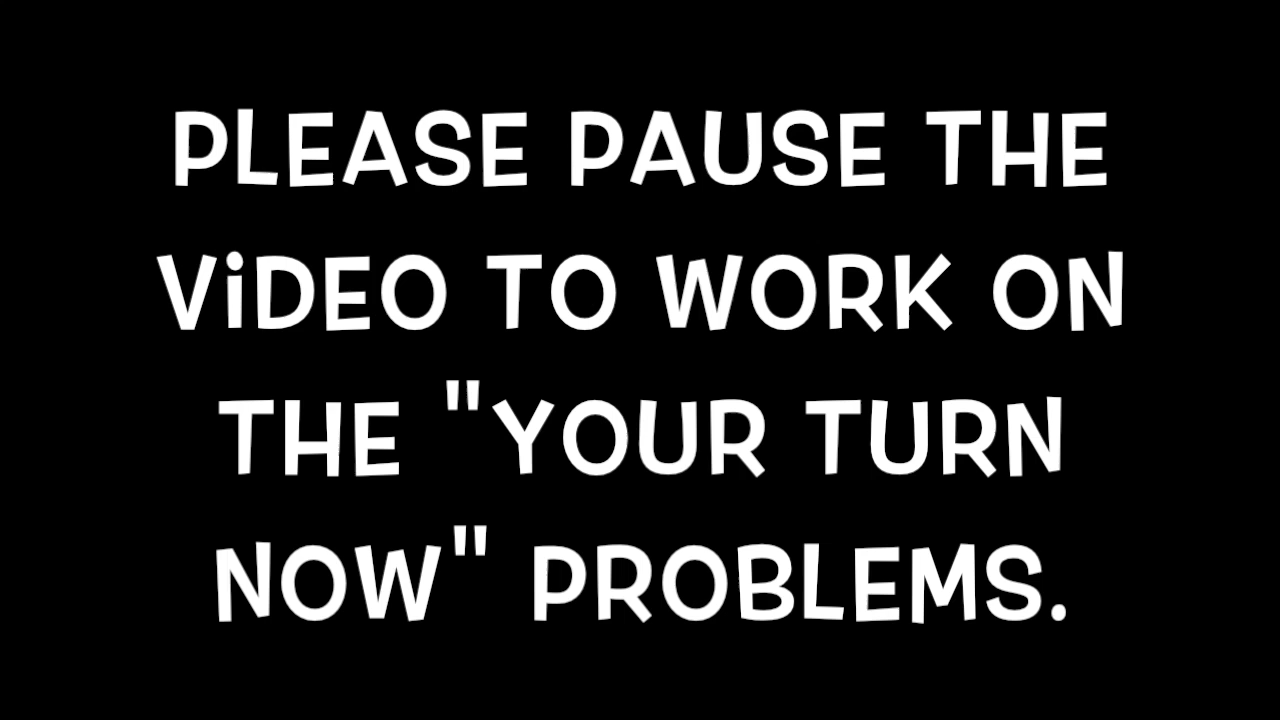 PLEASE PAUSE THE
ViDEO TO WORK ON
THE "YOUR TURN
NOW" PROBLEMS.